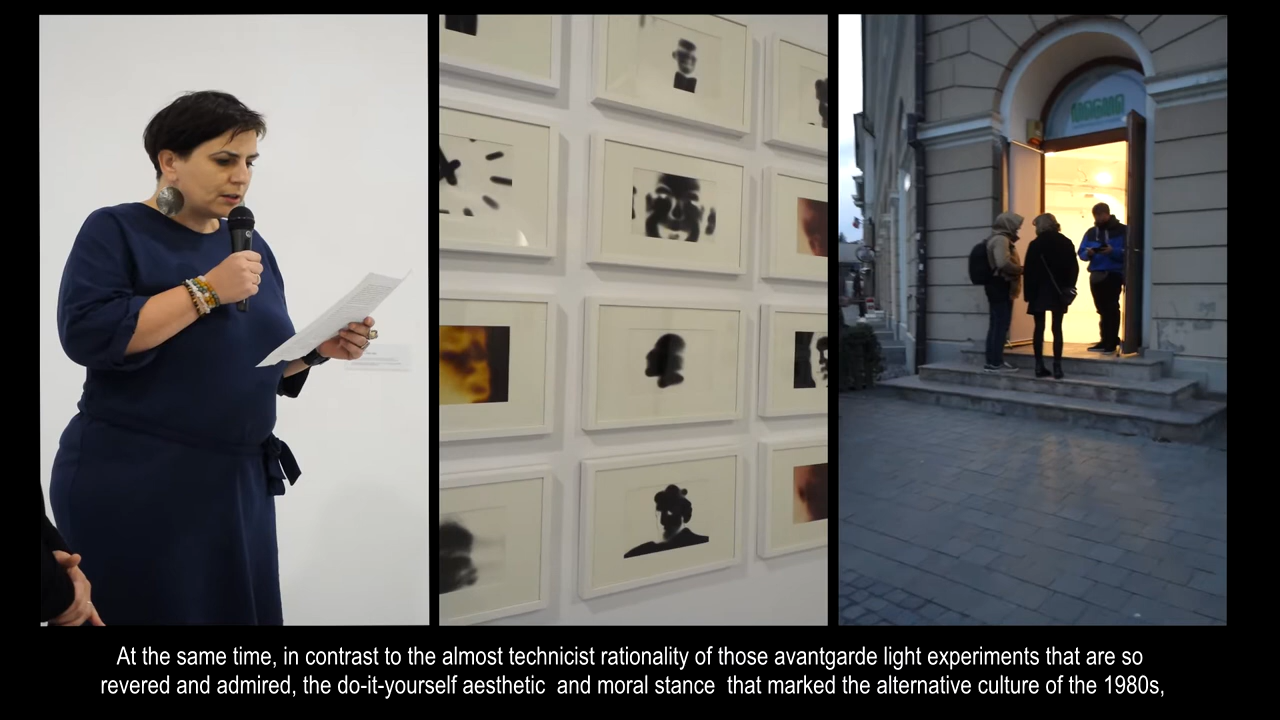 MAGMA
At the same time, in contrast to the almost technicist rationality of those avantgarde light experiments that are so
revered and admired, the do-it-yourself aesthetic and moral stance that marked the alternative culture of the 1980s,